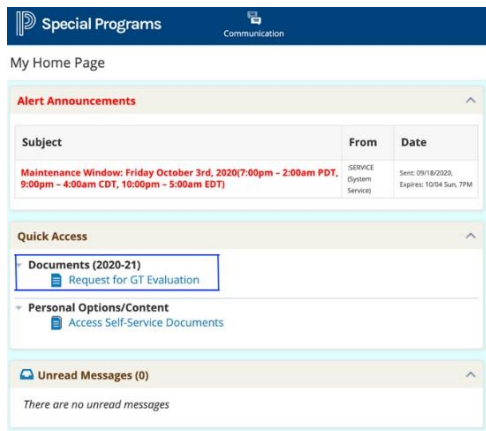 Special Programs
Communication
My Home Page
Alert Announcements
Subject From Date
Maintenance Window: Friday October 3rd, 2020(7:00pm – 2:00am PDT,
9:00pm – 4:00am CDT, 10:00pm – 5:00am EDT)
:SERVICE
(System
Service)
Sent: 09/18/2020,
Expires: 10/04 Sun, 7PM
Quick Access
Documents (2020-21)
Request for GT Evaluation
Personal Options/Content
Access Self-Service Documents
Unread Messages (0)
There are no unread messages